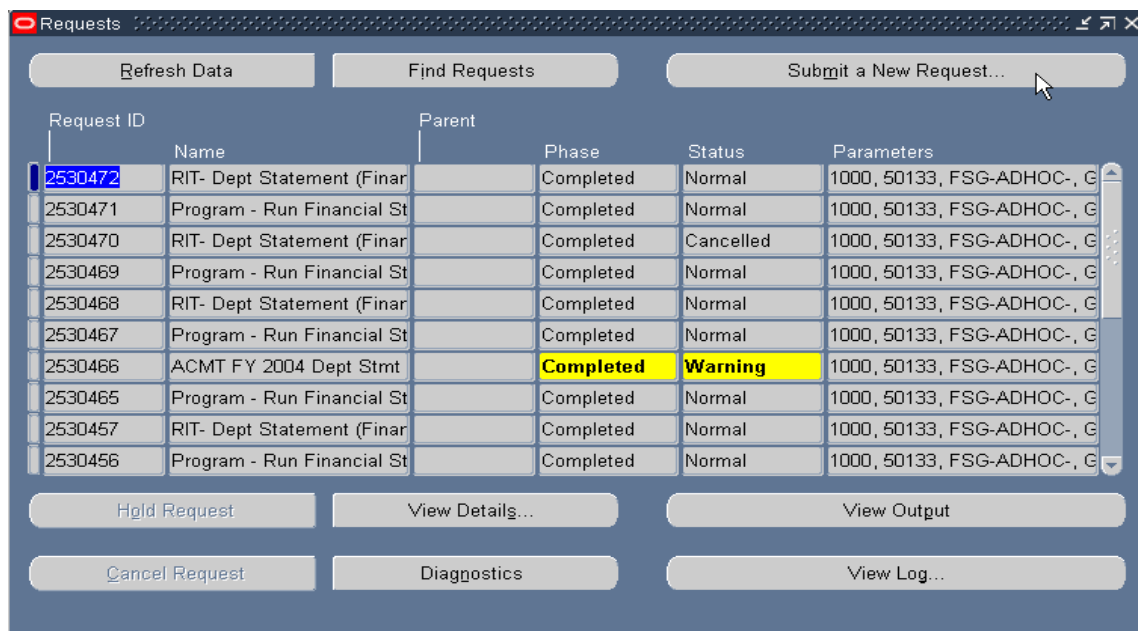 Requests
Refresh Data Find Requests Submit a New Request...
Request ID Parent
Name Phase Status Parameters
2530472 RIT- Dept Statement (Finar Completed Normal 1000, 50133, FSG-ADHOC-, G
2530471 Program - Run Financial St Completed Normal 1000, 50133, FSG-ADHOC-, G
2530470 RIT- Dept Statement (Finar Completed Cancelled 1000, 50133, FSG-ADHOC-, G
2530469 Program - Run Financial St Completed Normal 1000, 50133, FSG-ADHOC-, G
2530468 RIT- Dept Statement (Finar Completed Normal 1000, 50133, FSG-ADHOC-, G
2530467 Program - Run Financial St Completed Normal 1000, 50133, FSG-ADHOC-, G
2530466 ACMT FY 2004 Dept Stmt Completed Warning 1000, 50133, FSG-ADHOC-, G
2530465 Program - Run Financial St Completed Normal 1000, 50133, FSG-ADHOC-, G
2530457 RIT- Dept Statement (Finar Completed Normal 1000, 50133, FSG-ADHOC-, G
2530456 Program - Run Financial St Completed Normal 1000, 50133, FSG-ADHOC-, G
Hold Request View Details... View Output
Cancel Request Diagnostics View Log...